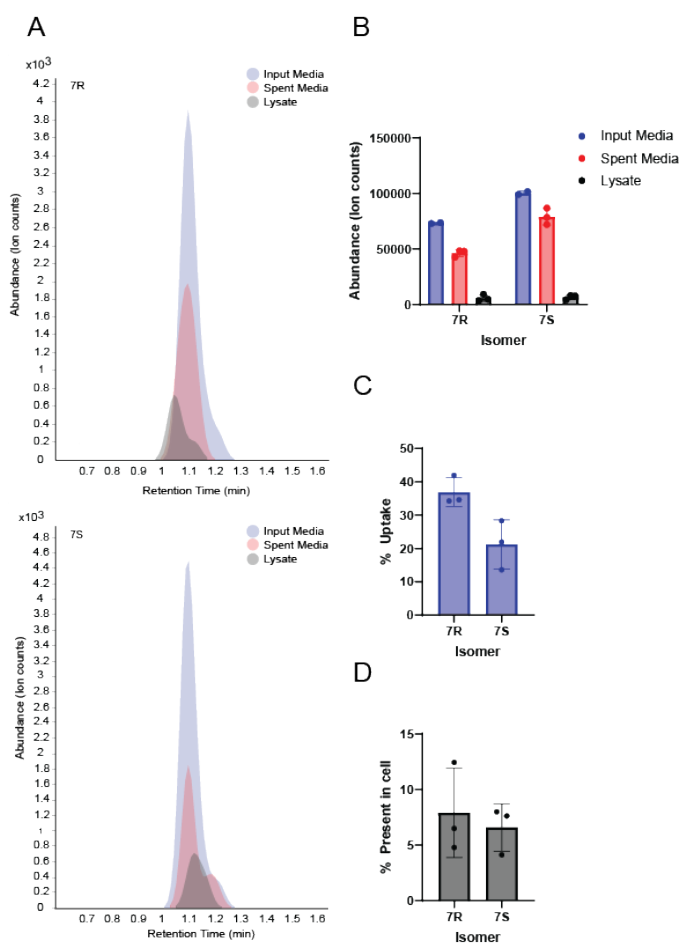 A
x10³
7R
Input Media
Spent Media
Lysate
4.2
4
3.8
3.6
3.4
3.2
3
2.8
2.6
2.4
2.2
2
1.8
1.6
1.4
1.2
1
0.8
0.6
0.4
0.2
0
Abundance (Ion counts)
0.7 0.8 0.9 1 1.1 1.2 1.3 1.4 1.5 1.6
Retention Time (min)
x10³
7S
Input Media
Spent Media
Lysate
4.8
4.6
4.4
4.2
4
3.8
3.6
3.4
3.2
3
2.8
2.6
2.4
2.2
2
1.8
1.6
1.4
1.2
1
0.8
0.6
0.4
0.2
0
Abundance (Ion counts)
0.7 0.8 0.9 1 1.1 1.2 1.3 1.4 1.5 1.6
Retention Time (min)
B
Input Media
Spent Media
Lysate
150000
100000
50000
0
Abundance (Ion counts)
7R 7S
Isomer
C
50
40
30
20
10
0
% Uptake
7R 7S
Isomer
D
15
10
5
0
% Present in cell
7R 7S
Isomer